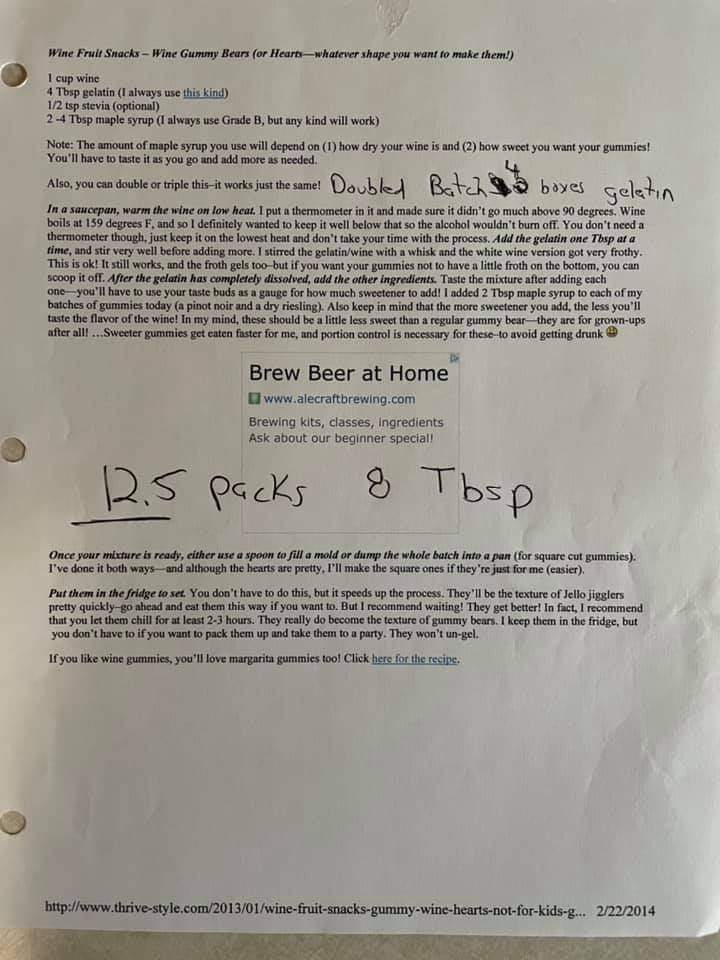 Wine Fruit Snacks – Wine Gummy Bears (or Hearts—whatever shape you want to make them!)
1 cup wine
4 Tbsp gelatin (I always use this kind)
1/2 tsp stevia (optional)
2 -4 Tbsp maple syrup (I always use Grade B, but any kind will work)
Note: The amount of maple syrup you use will depend on (1) how dry your wine is and (2) how sweet you want your gummies!
You'll have to taste it as you go and add more as needed.
Also, you can double or triple this–it works just the same! Doubled Batch 4 boxes gelatin
In a saucepan, warm the wine on low heat. I put a thermometer in it and made sure it didn't go much above 90 degrees. Wine
boils at 159 degrees F, and so I definitely wanted to keep it well below that so the alcohol wouldn't burn off. You don't need a
thermometer though, just keep it on the lowest heat and don't take your time with the process. Add the gelatin one Tbsp at a
time, and stir very well before adding more. I stirred the gelatin/wine with a whisk and the white wine version got very frothy.
This is ok! It still works, and the froth gels too–but if you want your gummies not to have a little froth on the bottom, you can
scoop it off. After the gelatin has completely dissolved, add the other ingredients. Taste the mixture after adding each
one—you'll have to use your taste buds as a gauge for how much sweetener to add! I added 2 Tbsp maple syrup to each of my
batches of gummies today (a pinot noir and a dry riesling). Also keep in mind that the more sweetener you add, the less you'll
taste the flavor of the wine! In my mind, these should be a little less sweet than a regular gummy bear—they are for grown-ups
after all! …Sweeter gummies get eaten faster for me, and portion control is necessary for these–to avoid getting drunk 😀
Brew Beer at Home
www.alecraftbrewing.com
Brewing kits, classes, ingredients
Ask about our beginner special!
12.5 packs 8 Tbsp
Once your mixture is ready, either use a spoon to fill a mold or dump the whole batch into a pan (for square cut gummies).
I've done it both ways—and although the hearts are pretty, I'll make the square ones if they're just for me (easier).
Put them in the fridge to set. You don't have to do this, but it speeds up the process. They'll be the texture of Jello jigglers
pretty quickly–go ahead and eat them this way if you want to. But I recommend waiting! They get better! In fact, I recommend
that you let them chill for at least 2-3 hours. They really do become the texture of gummy bears. I keep them in the fridge, but
you don't have to if you want to pack them up and take them to a party. They won't un-gel.
If you like wine gummies, you'll love margarita gummies too! Click here for the recipe.
http://www.thrive-style.com/2013/01/wine-fruit-snacks-gummy-wine-hearts-not-for-kids-g... 2/22/2014